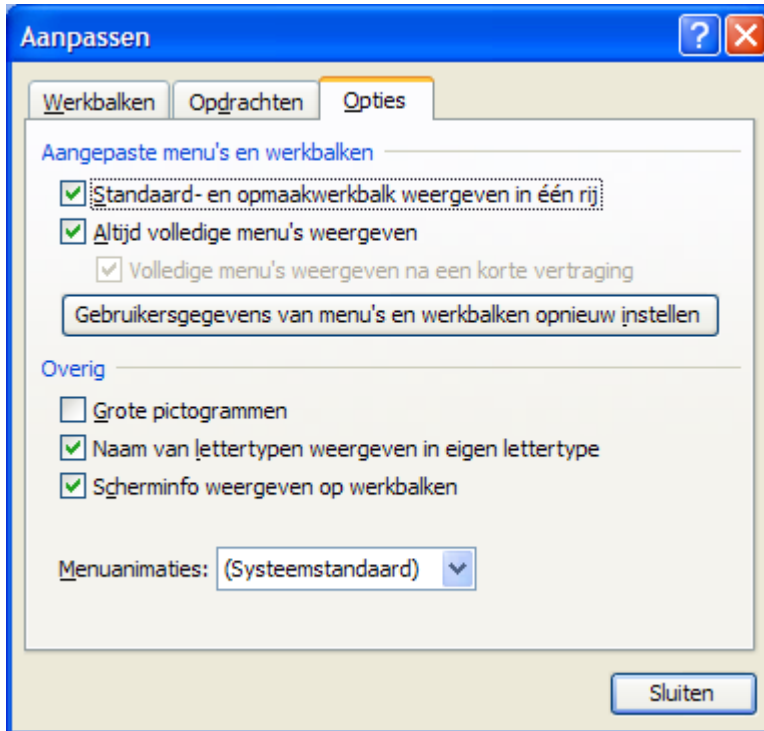 Aanpassen
Werkbalken Opdrachten Opties
Aangepaste menu's en werkbalken
Standaard- en opmaakwerkbalk weergeven in één rij
Altijd volledige menu's weergeven
Volledige menu's weergeven na een korte vertraging
Gebruikersgegevens van menu's en werkbalken opnieuw instellen
Overig
Grote pictogrammen
Naam van lettertypen weergeven in eigen lettertype
Scherminfo weergeven op werkbalken
Menuanimaties: (Systeemstandaard)
Sluiten